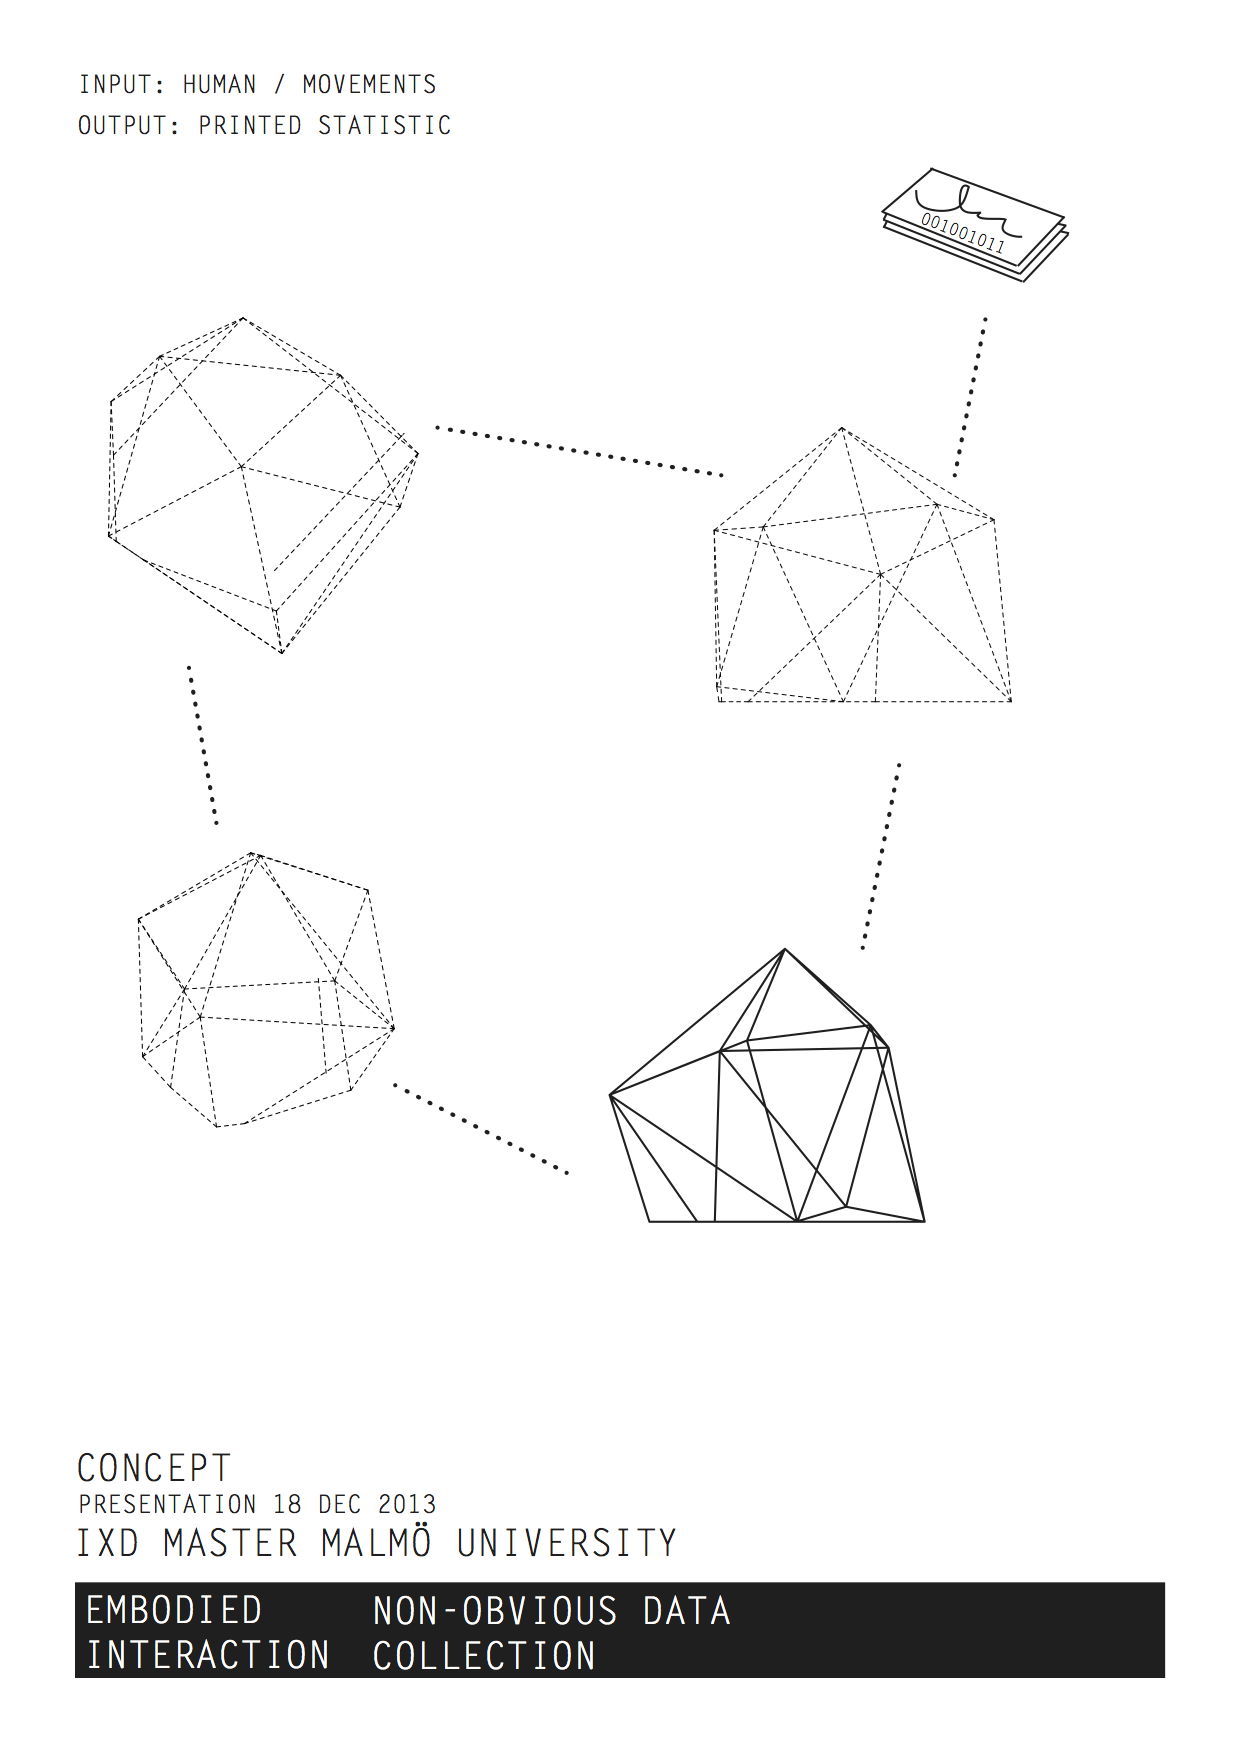 INPUT: HUMAN / MOVEMENTS
OUTPUT: PRINTED STATISTIC
001001011
CONCEPT
PRESENTATION 18 DEC 2013
IXD MASTER MALMÖ UNIVERSITY
EMBODIED INTERACTION
NON-OBVIOUS DATA COLLECTION